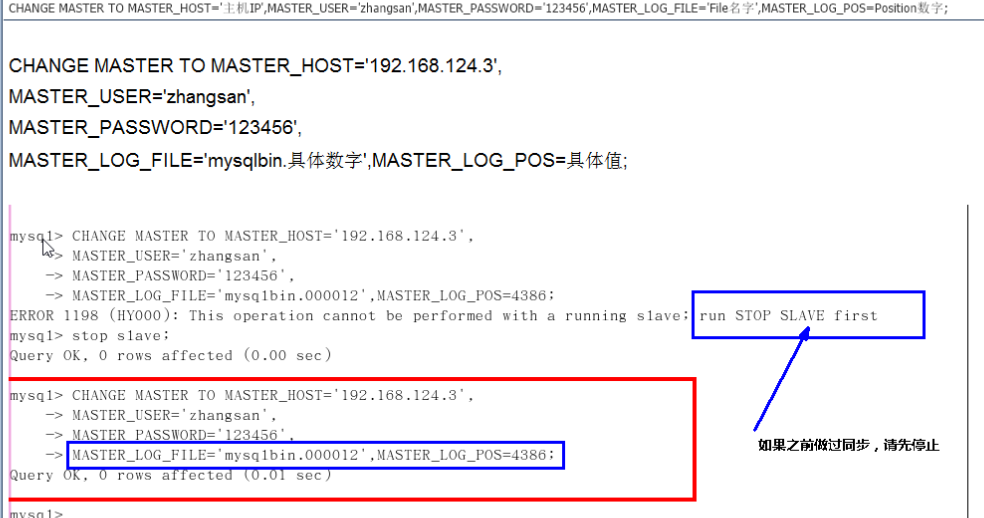 CHANGE MASTER TO MASTER_HOST='主机IP',MASTER_USER='zhangsan',MASTER_PASSWORD='123456',MASTER_LOG_FILE='File名字',MASTER_LOG_POS=Position数字;
CHANGE MASTER TO MASTER_HOST='192.168.124.3',
MASTER_USER='zhangsan',
MASTER_PASSWORD='123456',
MASTER_LOG_FILE='mysqlbin.具体数字',MASTER_LOG_POS=具体值;
mysql> CHANGE MASTER TO MASTER_HOST='192.168.124.3',
-> MASTER_USER='zhangsan',
-> MASTER_PASSWORD='123456',
-> MASTER_LOG_FILE='mysqlbin.000012',MASTER_LOG_POS=4386;
ERROR 1198 (HY000): This operation cannot be performed with a running slave; run STOP SLAVE first
mysql> stop slave;
Query OK, 0 rows affected (0.00 sec)
mysql> CHANGE MASTER TO MASTER_HOST='192.168.124.3',
-> MASTER_USER='zhangsan',
-> MASTER_PASSWORD='123456',
-> MASTER_LOG_FILE='mysqlbin.000012',MASTER_LOG_POS=4386;
如果之前做过同步，请先停止
Query OK, 0 rows affected (0.01 sec)
mysql>